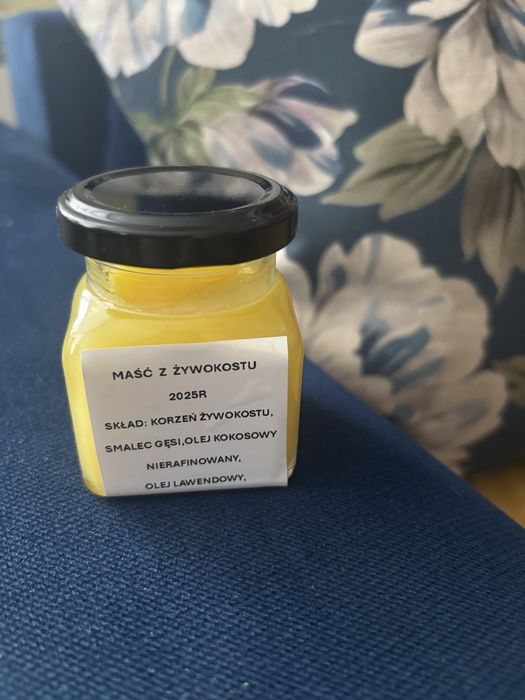 MAŚĆ Z ŻYWOKOSTU
2025R
SKŁAD: KORZEŃ ŻYWOKOSTU,
SMALEC GĘSI,OLEJ KOKOSOWY
NIERAFINOWANY,
OLEJ LAWENDOWY,